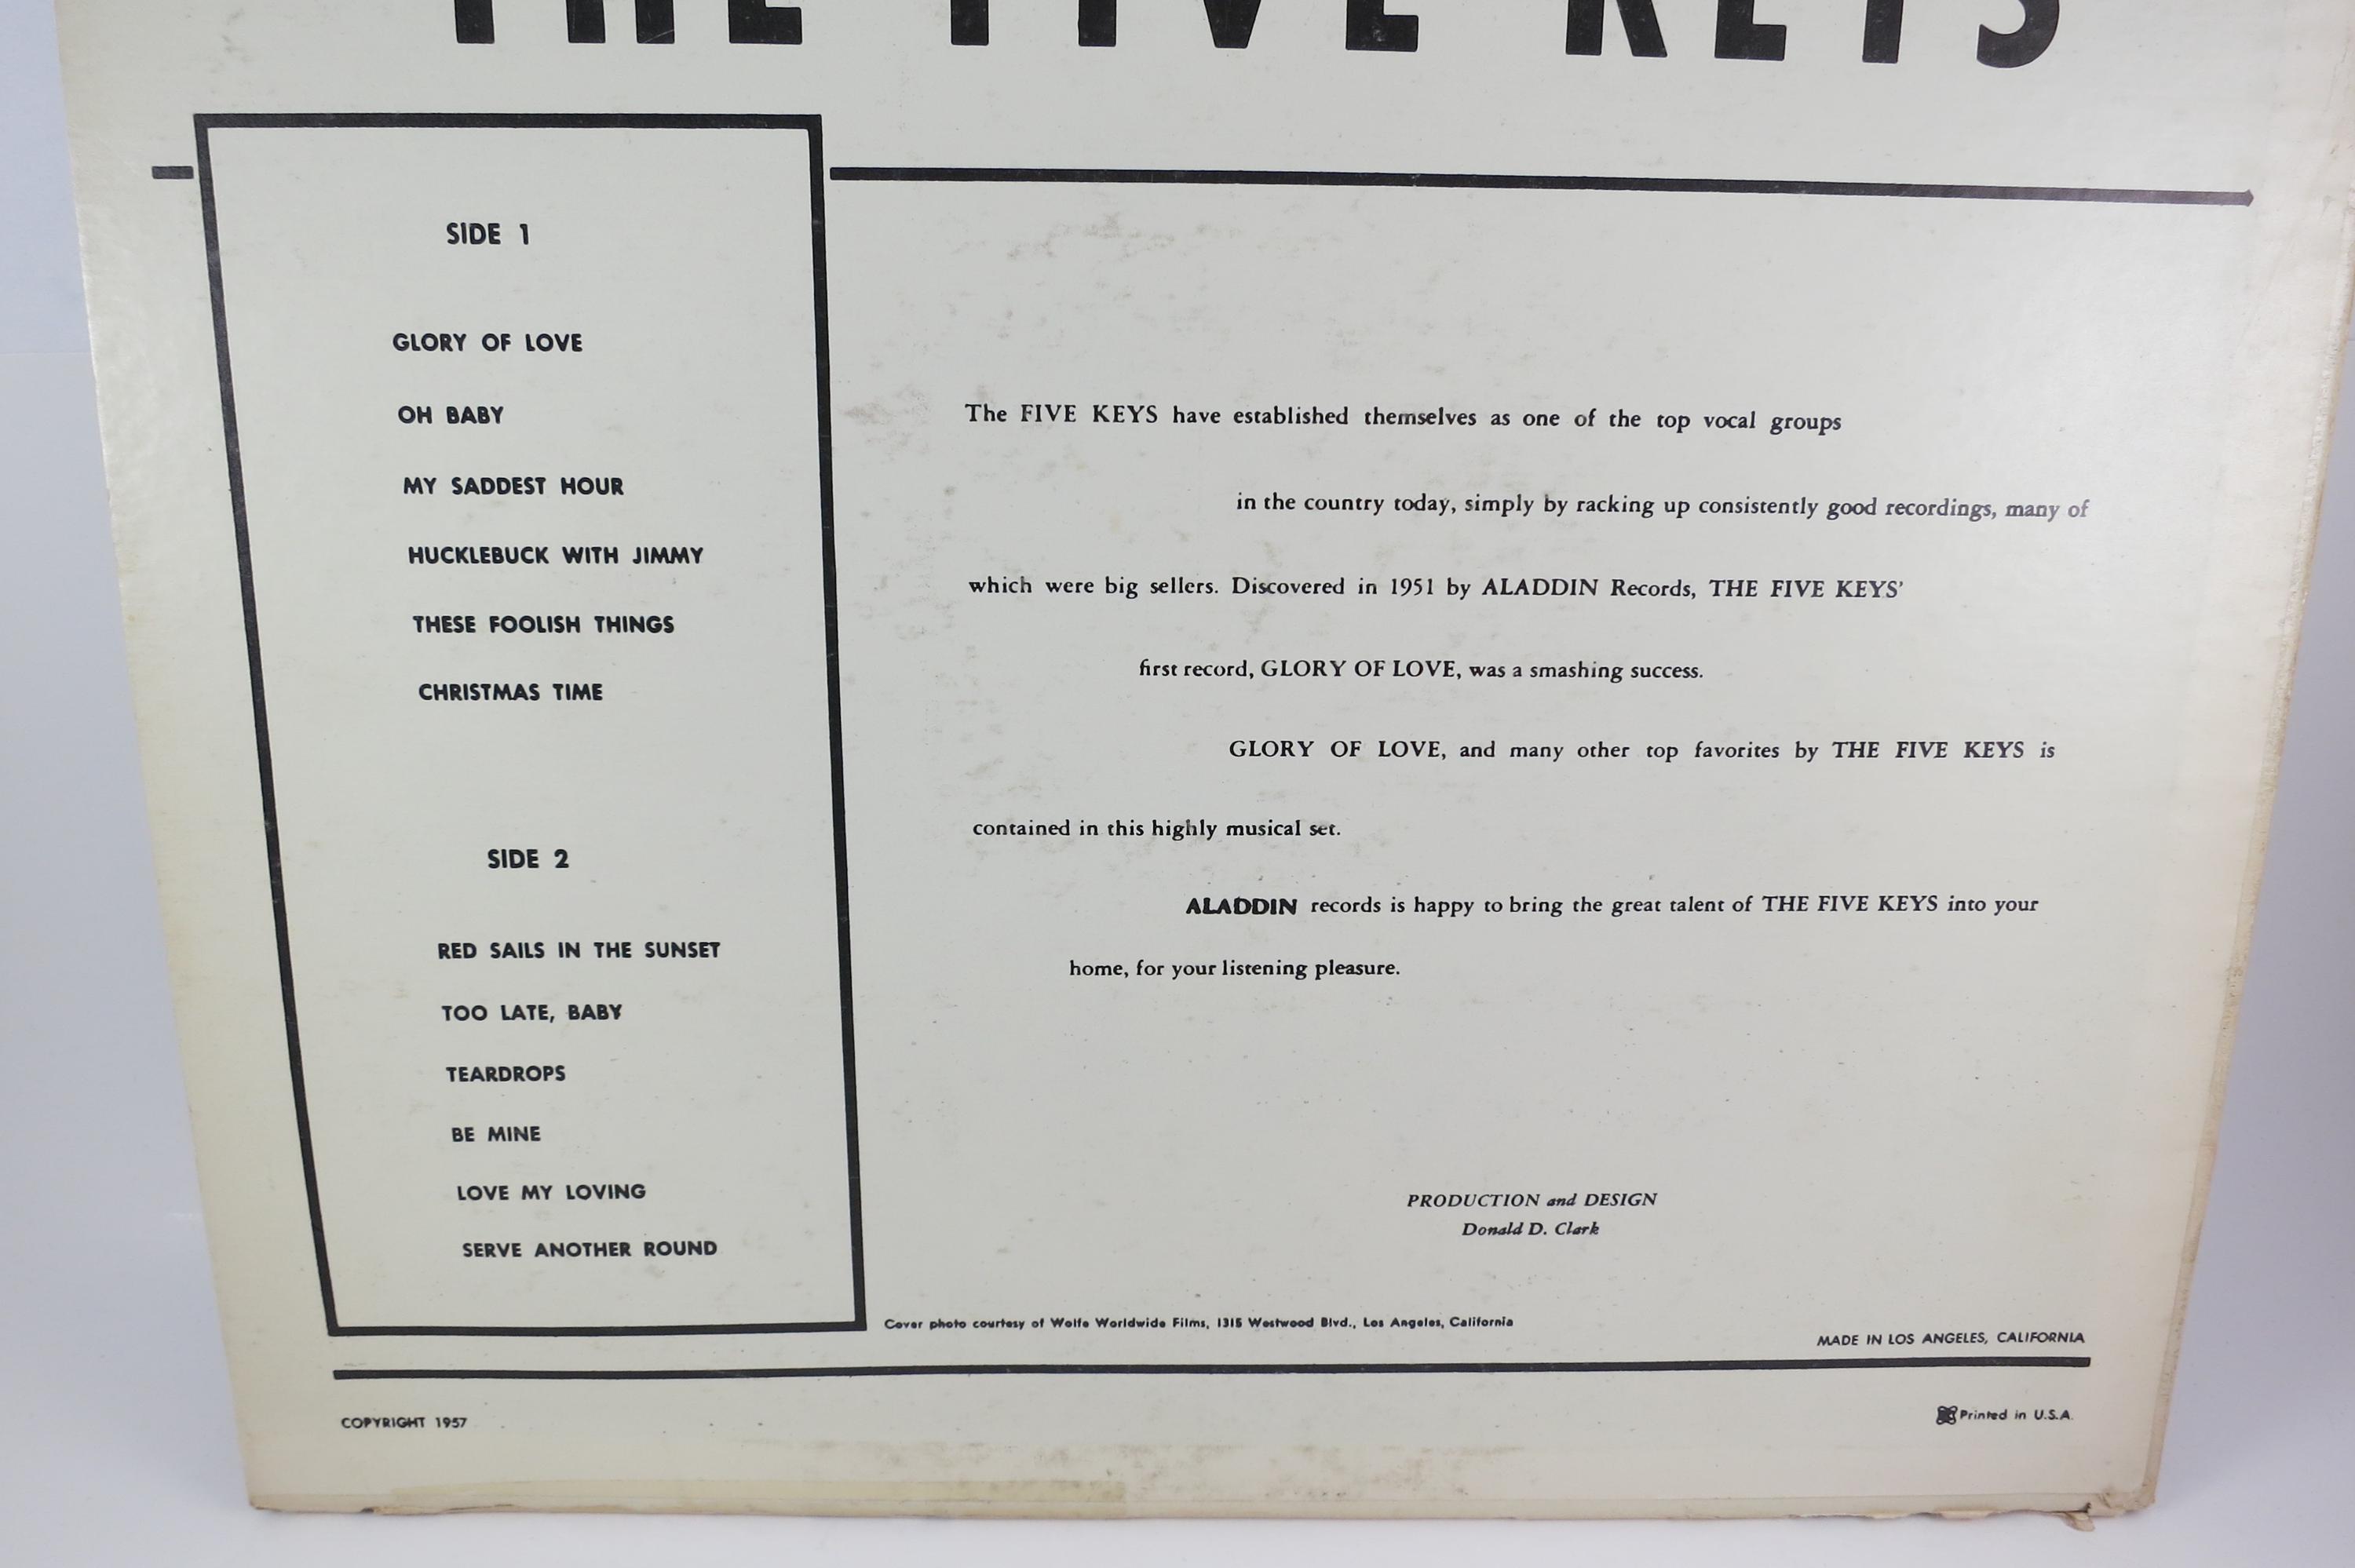 THE FIVE KEYS
SIDE 1
GLORY OF LOVE
OH BABY
MY SADDEST HOUR
HUCKLEBUCK WITH JIMMY
THESE FOOLISH THINGS
CHRISTMAS TIME
SIDE 2
RED SAILS IN THE SUNSET
TOO LATE, BABY
TEARDROPS
BE MINE
LOVE MY LOVING
SERVE ANOTHER ROUND
The FIVE KEYS have established themselves as one of the top vocal groups
in the country today, simply by racking up consistently good recordings, many of
which were big sellers. Discovered in 1951 by ALADDIN Records, THE FIVE KEYS'
first record, GLORY OF LOVE, was a smashing success.
GLORY OF LOVE, and many other top favorites by THE FIVE KEYS is
contained in this highly musical set.
ALADDIN records is happy to bring the great talent of THE FIVE KEYS into your
home, for your listening pleasure.
PRODUCTION and DESIGN
Donald D. Clark
Cover photo courtesy of Wolfe Worldwide Films, 1315 Westwood Blvd., Los Angeles, California
MADE IN LOS ANGELES, CALIFORNIA
COPYRIGHT 1957
Printed in U.S.A.